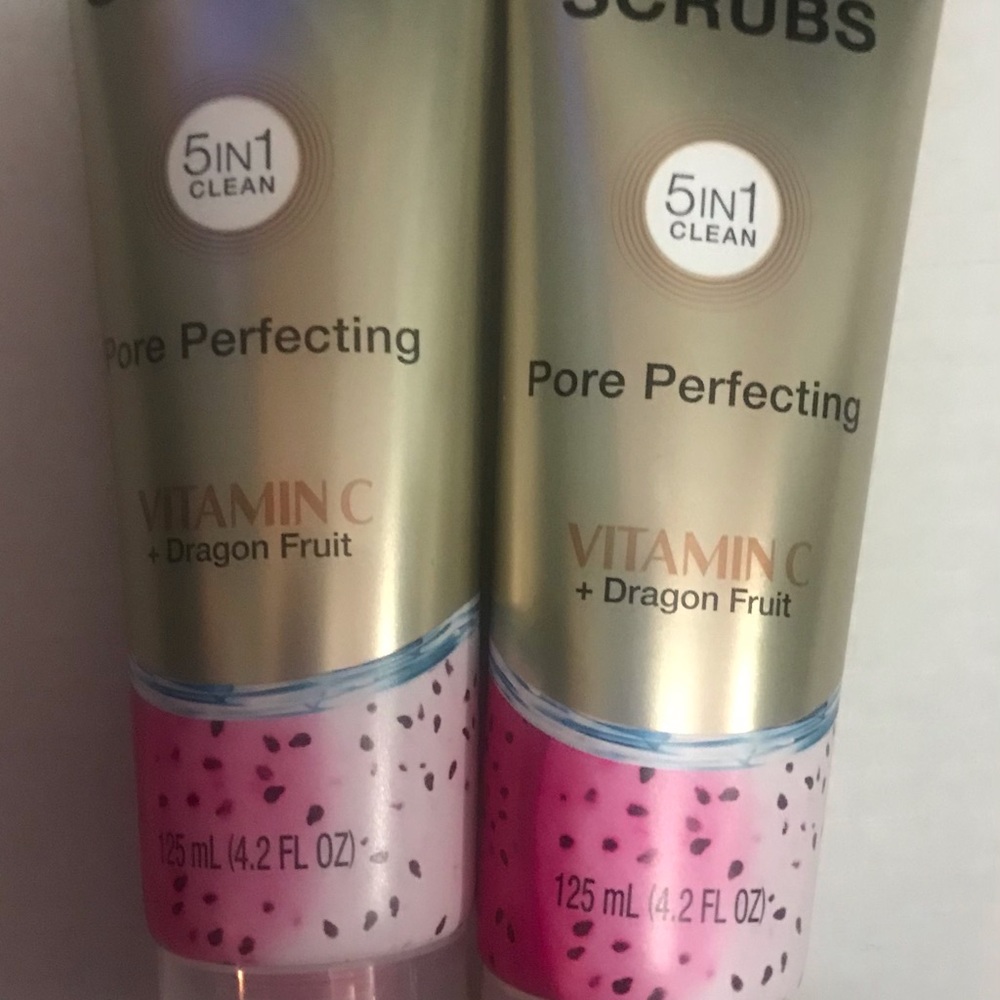 5IN1
CLEAN
Pore Perfecting
VITAMIN C
+ Dragon Fruit
125 mL (4.2 FL OZ)
SCRUBS
5IN1
CLEAN
Pore Perfecting
VITAMIN C
+ Dragon Fruit
125 mL (4.2 FL OZ)